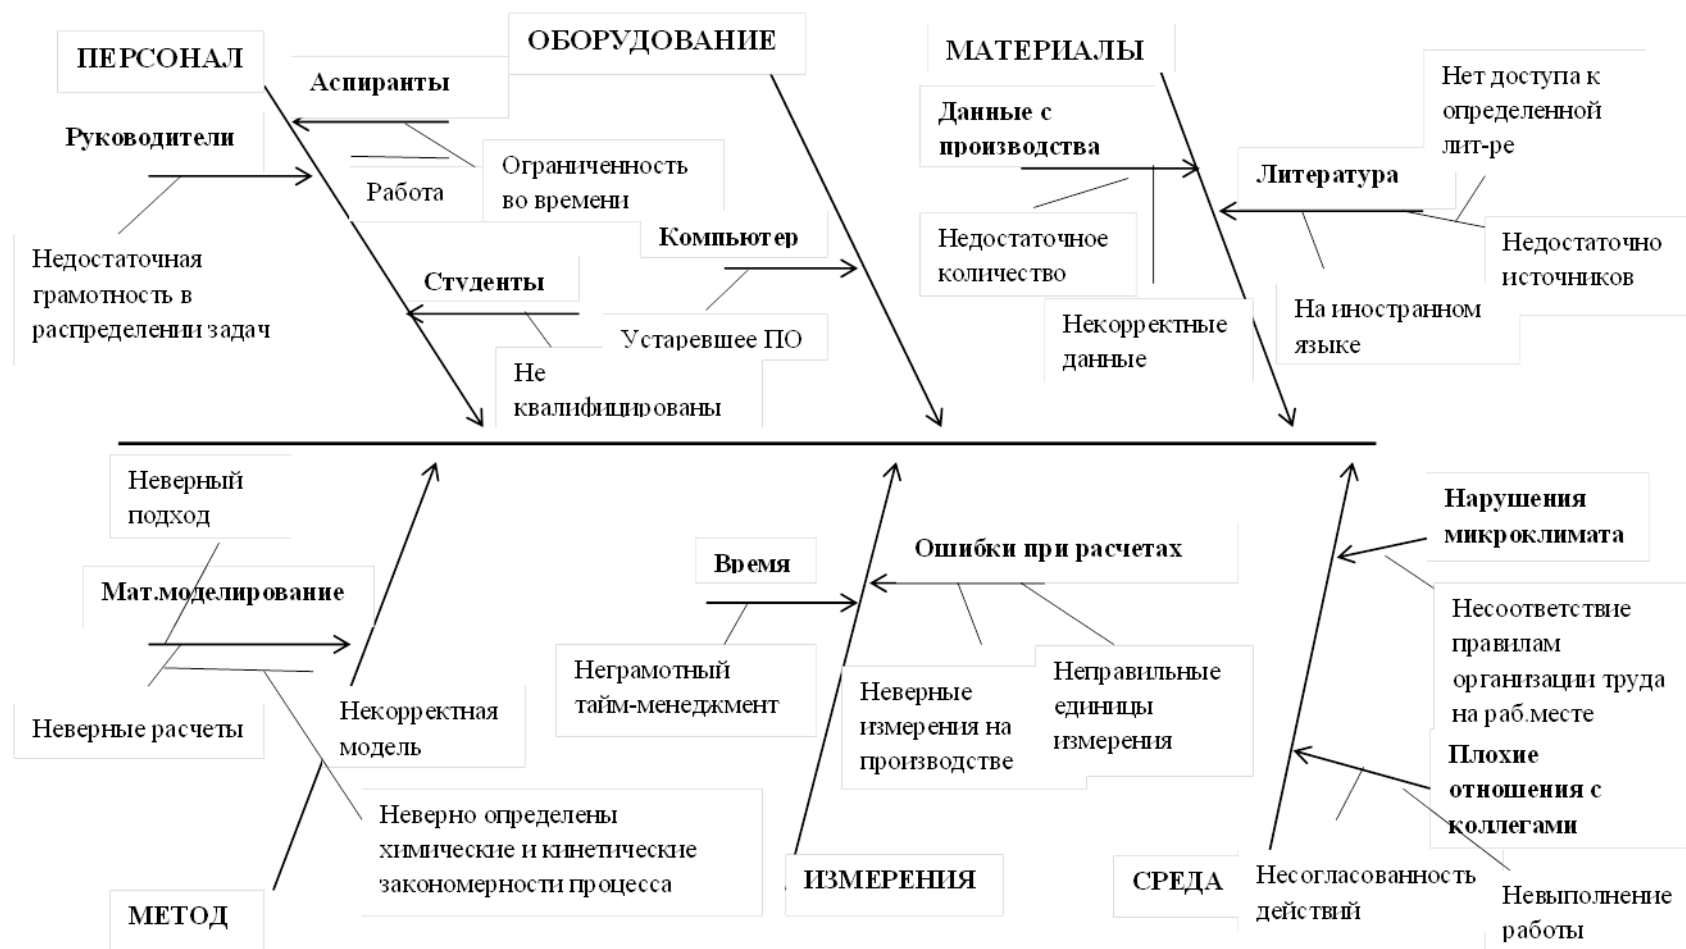 ПЕРСОНАЛ
ОБОРУДОВАНИЕ
МАТЕРИАЛЫ
Аспиранты
Руководители
Работа
Ограниченность
во времени
Недостаточная
грамотность в
распределении задач
Студенты
Не
квалифицированы
Компьютер
Устаревшее ПО
Данные с
производства
Недостаточное
количество
Некорректные
данные
Литература
Нет доступа к
определенной
лит-ре
Недостаточно
источников
На иностранном
языке
Неверный
подход
Мат.моделирование
Неверные расчеты
Некорректная
модель
Неверно определены
химические и кинетические
закономерности процесса
МЕТОД
Время
Неграмотный
тайм-менеджмент
Ошибки при расчетах
Неверные
измерения на
производстве
Неправильные
единицы
измерения
ИЗМЕРЕНИЯ
Нарушения
микроклимата
Несоответствие
правилам
организации труда
на раб.месте
Плохие
отношения с
коллегами
СРЕДА
Несогласованность
действий
Невыполнение
работы